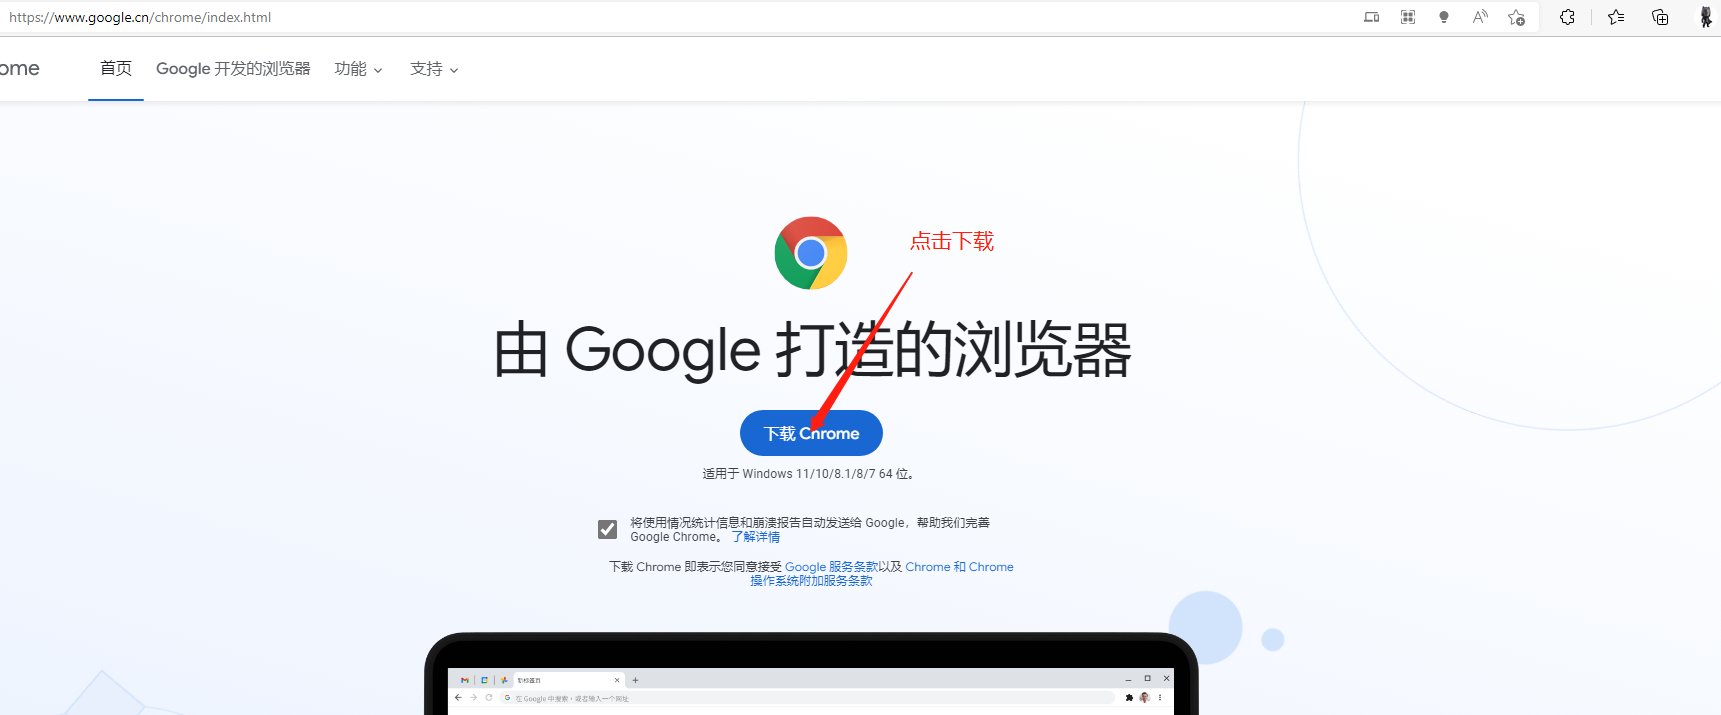 https://www.google.cn/chrome/index.html
ome 首页 Google 开发的浏览器 功能 支持
点击下载
由 Google 打造的浏览器
下载 Chrome
适用于 Windows 11/10/8.1/8/7 64 位。
将使用情况统计信息和崩溃报告自动发送给 Google，帮助我们完善
Google Chrome。 了解详情
下载 Chrome 即表示您同意接受 Google 服务条款以及 Chrome 和 Chrome
操作系统附加服务条款
新标签页
在 Google 中搜索，或者输入一个网址